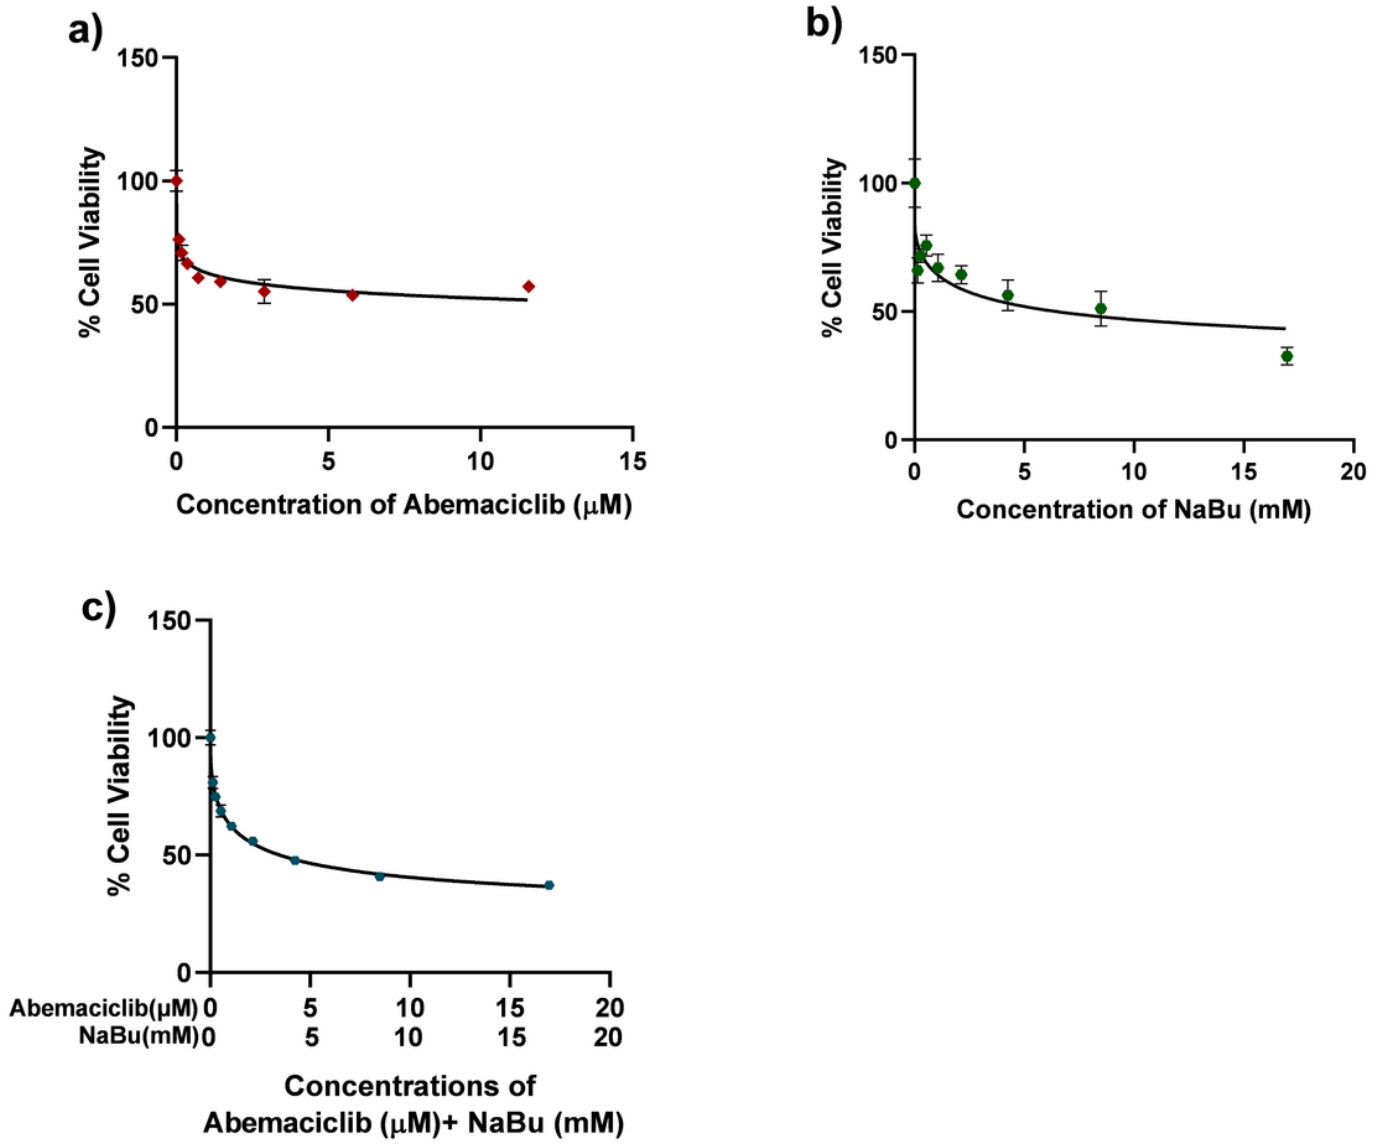 a)
150
100
50
0
% Cell Viability
0 5 10 15
Concentration of Abemaciclib (μM)
b)
150
100
50
0
% Cell Viability
0 5 10 15 20
Concentration of NaBu (mM)
c)
150
100
50
0
% Cell Viability
Abemaciclib(μM) 0 5 10 15 20
NaBu(mM) 0 5 10 15 20
Concentrations of
Abemaciclib (μM)+ NaBu (mM)